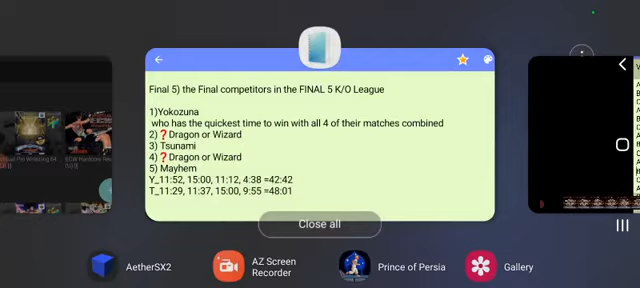 Final 5) the Final competitors in the FINAL 5 K/O League
1)Yokozuna
who has the quickest time to win with all 4 of their matches combined
2)❓Dragon or Wizard
3) Tsunami
4)❓Dragon or Wizard
5) Mayhem
Y_11:52, 15:00, 11:12, 4:38 =42:42
T_11:29, 11:37, 15:00, 9:55 =48:01
Close all
AetherSX2
AZ Screen
Recorder
Prince of Persia
Gallery